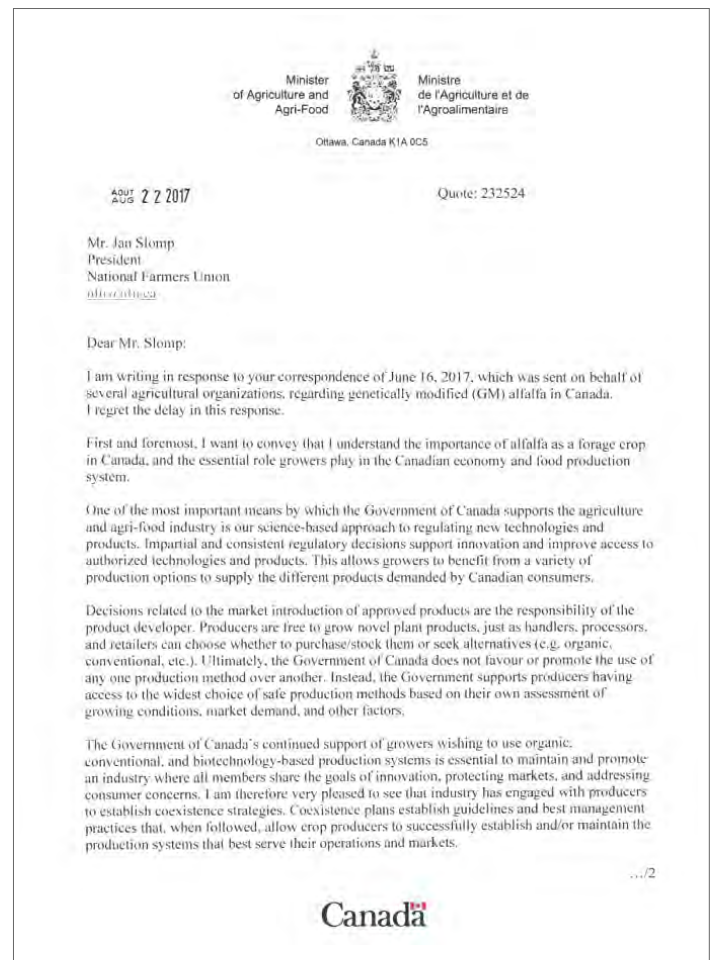 Minister
of Agriculture and
Agri-Food
Ministre
de l'Agriculture et de
l'Agroalimentaire
Ottawa, Canada K1A 0C5
AOUT
AUG 2 2 2017
Quote: 232524
Mr. Jan Slomp
President
National Farmers Union
Dear Mr. Slomp:
I am writing in response to your correspondence of June 16, 2017, which was sent on behalf of
several agricultural organizations, regarding genetically modified (GM) alfalfa in Canada.
I regret the delay in this response.
First and foremost, I want to convey that I understand the importance of alfalfa as a forage crop
in Canada, and the essential role growers play in the Canadian economy and food production
system.
One of the most important means by which the Government of Canada supports the agriculture
and agri-food industry is our science-based approach to regulating new technologies and
products. Impartial and consistent regulatory decisions support innovation and improve access to
authorized technologies and products. This allows growers to benefit from a variety of
production options to supply the different products demanded by Canadian consumers.
Decisions related to the market introduction of approved products are the responsibility of the
product developer. Producers are free to grow novel plant products, just as handlers, processors,
and retailers can choose whether to purchase/stock them or seek alternatives (e.g. organic,
conventional, etc.). Ultimately, the Government of Canada does not favour or promote the use of
any one production method over another. Instead, the Government supports producers having
access to the widest choice of safe production methods based on their own assessment of
growing conditions, market demand, and other factors.
The Government of Canada's continued support of growers wishing to use organic,
conventional, and biotechnology-based production systems is essential to maintain and promote
an industry where all members share the goals of innovation, protecting markets, and addressing
consumer concerns. I am therefore very pleased to see that industry has engaged with producers
to establish coexistence strategies. Coexistence plans establish guidelines and best management
practices that, when followed, allow crop producers to successfully establish and/or maintain the
production systems that best serve their operations and markets.
…/2
Canada